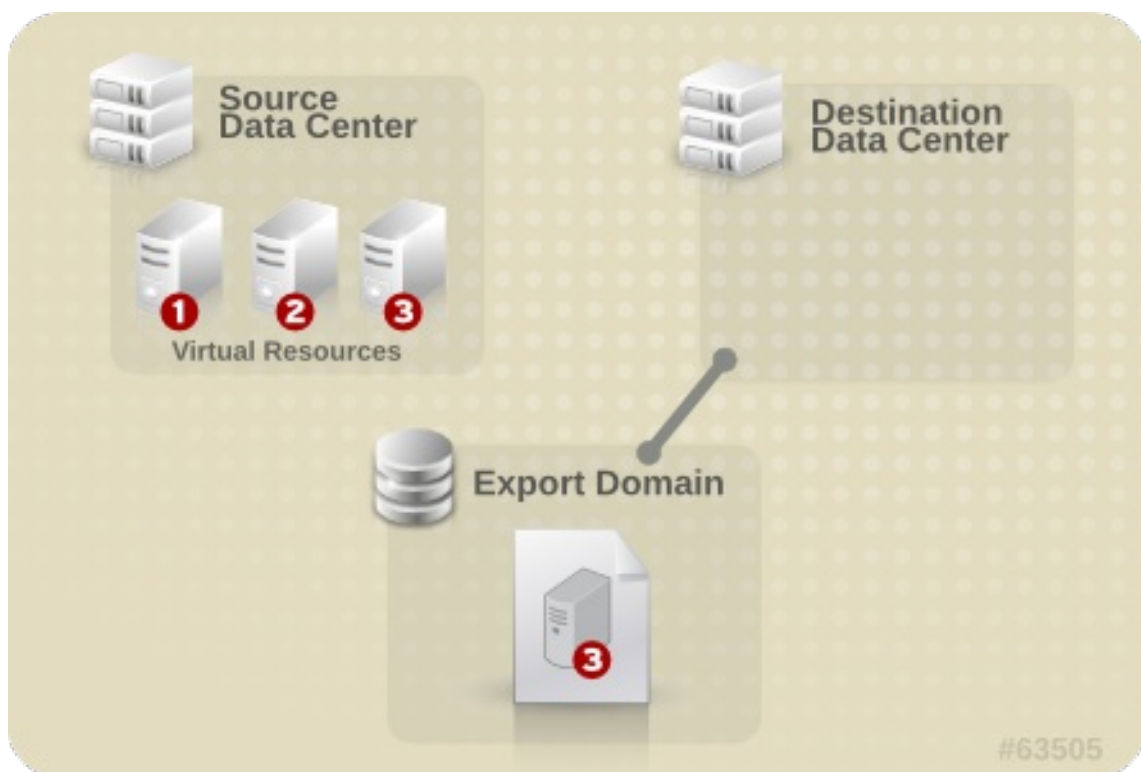 Source
Data Center
Destination
Data Center
1
2
3
Virtual Resources
Export Domain
3
#63505